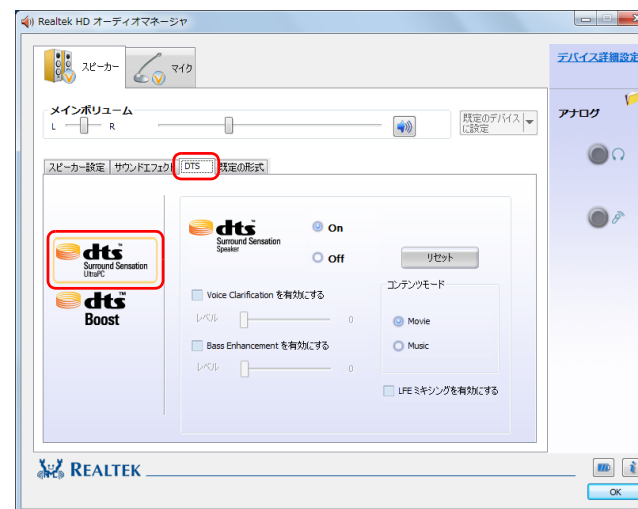 Realtek HD オーディオマネージャ
スピーカー
マイク
デバイス詳細設定
メインボリューム
L R
既定のデバイス
に設定
アナログ
スピーカー設定 サウンドエフェクト DTS 既定の形式
dts
Surround Sensation
UltraPC
dts
Boost
dts
Surround Sensation
Speaker
On
Off
リセット
Voice Clarification を有効にする
レベル 0
Bass Enhancement を有効にする
レベル 0
コンテンツモード
Movie
Music
LFE ミキシングを有効にする
REALTEK
OK